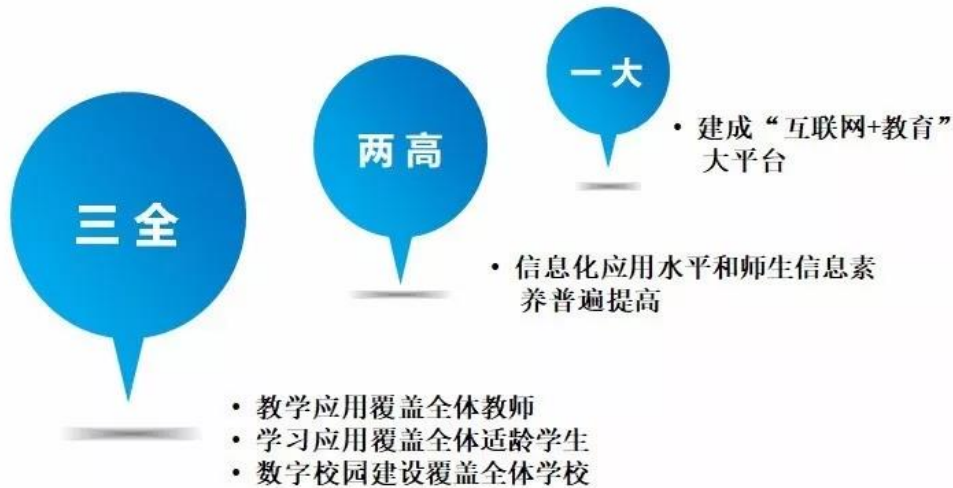 一大
• 建成“互联网+教育”
大平台
两高
• 信息化应用水平和师生信息素
养普遍提高
三全
• 教学应用覆盖全体教师
• 学习应用覆盖全体适龄学生
• 数字校园建设覆盖全体学校